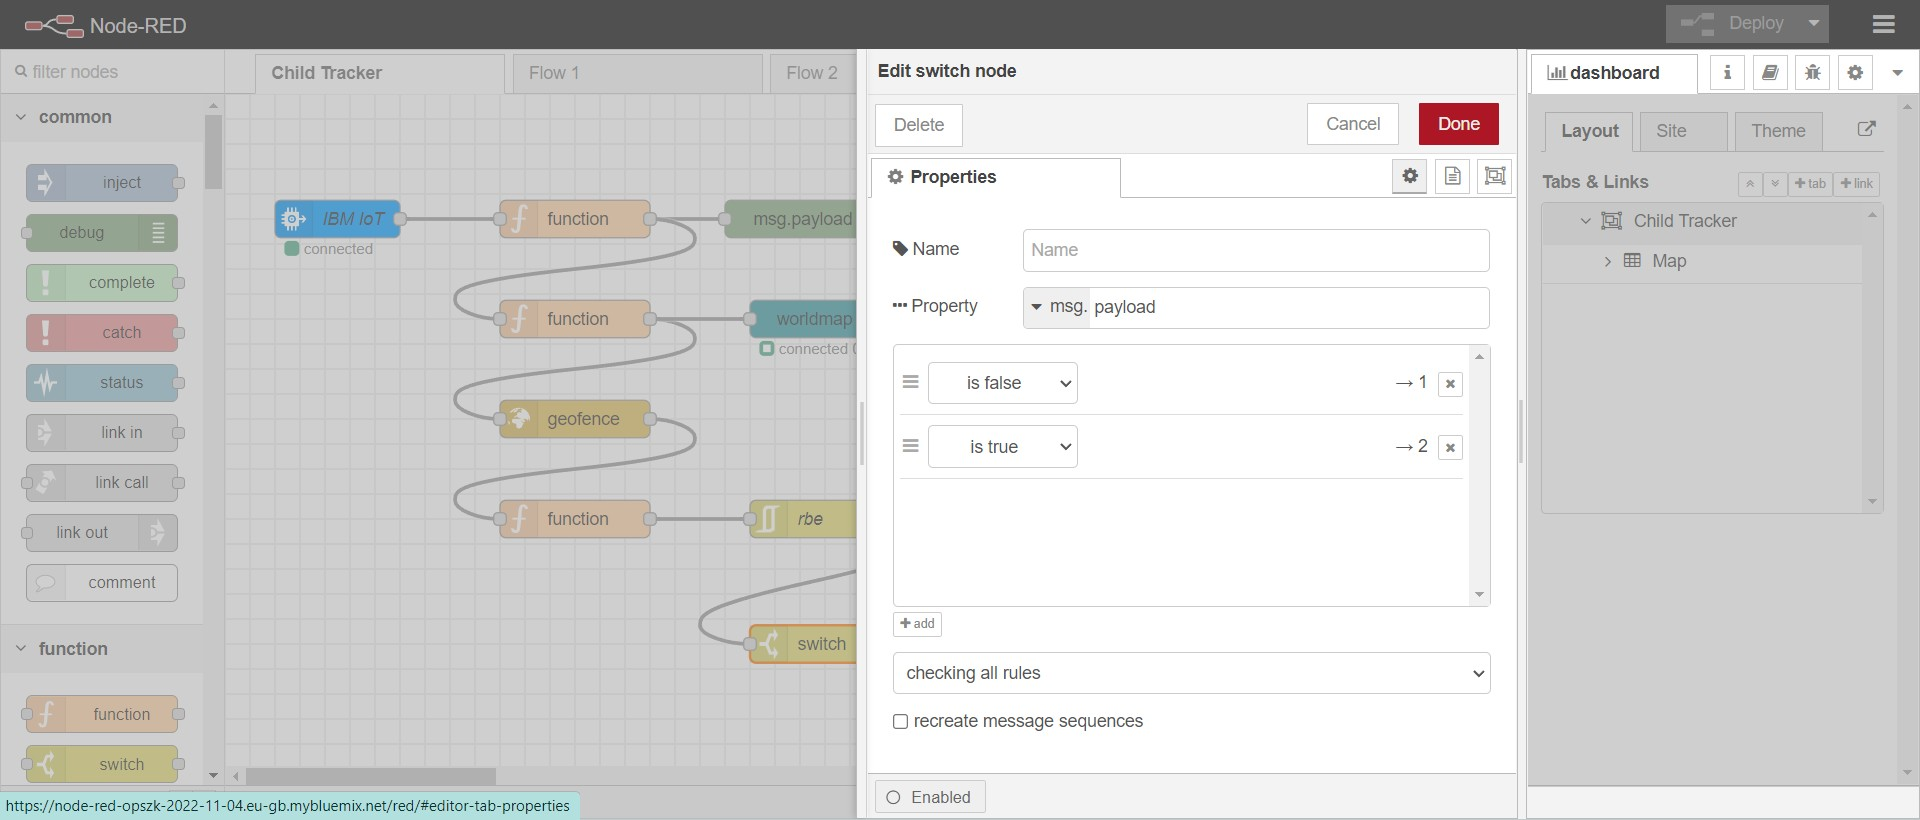 Node-RED
Deploy
filter nodes
Child Tracker
Flow 1
Flow 2
Edit switch node
dashboard
common
Delete
Cancel
Done
Layout
Site
Theme
inject
Properties
Tabs & Links
tab
link
debug
IBM IoT
function
msg.payload
connected
Child Tracker
Name
Name
Map
complete
catch
function
worldmap
connected
Property
msg.
payload
status
is false
→ 1
link in
geofence
is true
→ 2
link call
link out
function
rbe
comment
add
function
switch
checking all rules
recreate message sequences
function
switch
https://node-red-opszk-2022-11-04.eu-gb.mybluemix.net/red/#editor-tab-properties
Enabled